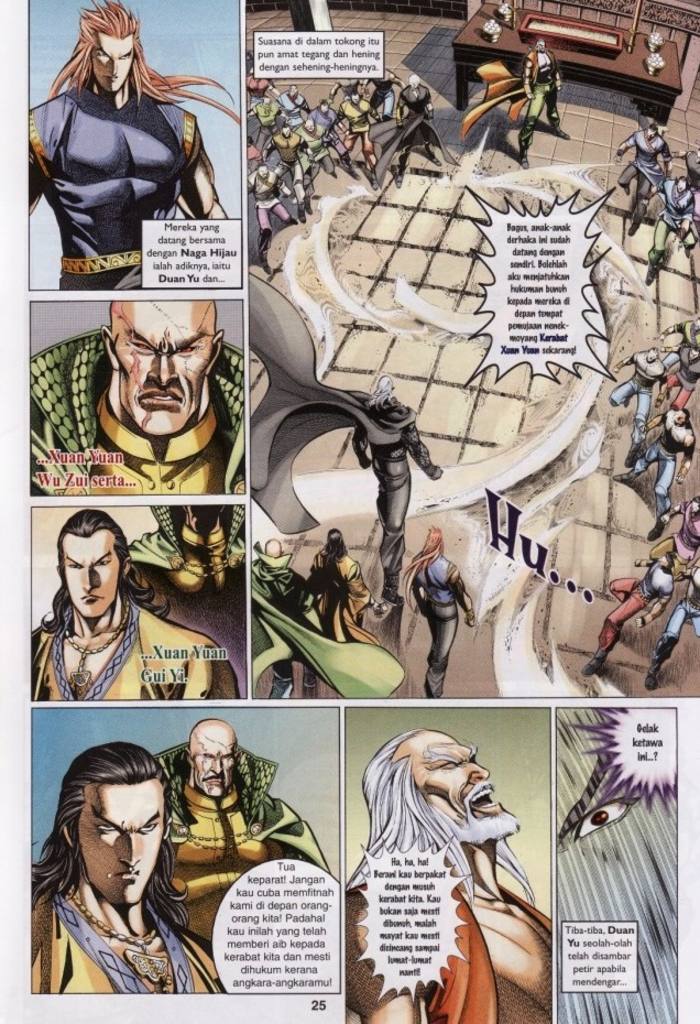 Mereka yang
datang bersama
dengan Naga Hijau
ialah adiknya, iaitu
Duan Yu dan...
Suasana di dalam tokong itu
pun amat tegang dan hening
dengan sehening-heningnya.
Bagus, anak-anak
derhaka ini sudah
datang dengan
sendiri. Bolehlah
aku menjatuhkan
hukuman bunuh
kepada mereka di
depan tempat
pemujaan nenek-
moyang Kerabat
Xuan Yuan sekarang!
...Xuan Yuan
Wu Zui serta...
...Xuan Yuan
Gui Yi.
Hu...
Tua
keparat! Jangan
kau cuba memfitnah
kami di depan orang-
orang kita! Padahal
kau inilah yang telah
memberi aib kepada
kerabat kita dan mesti
dihukum kerana
angkara-angkaramu!
Ha, ha, ha!
Berani kau berpakat
dengan musuh
kerabat kita. Kau
bukan saja mesti
dibunuh, malah
mayat kau mesti
dicincang sampai
lumat-lumat
nanti!
Gelak
ketawa
ini..?
Tiba-tiba, Duan
Yu seolah-olah
telah disambar
petir apabila
mendengar...
25